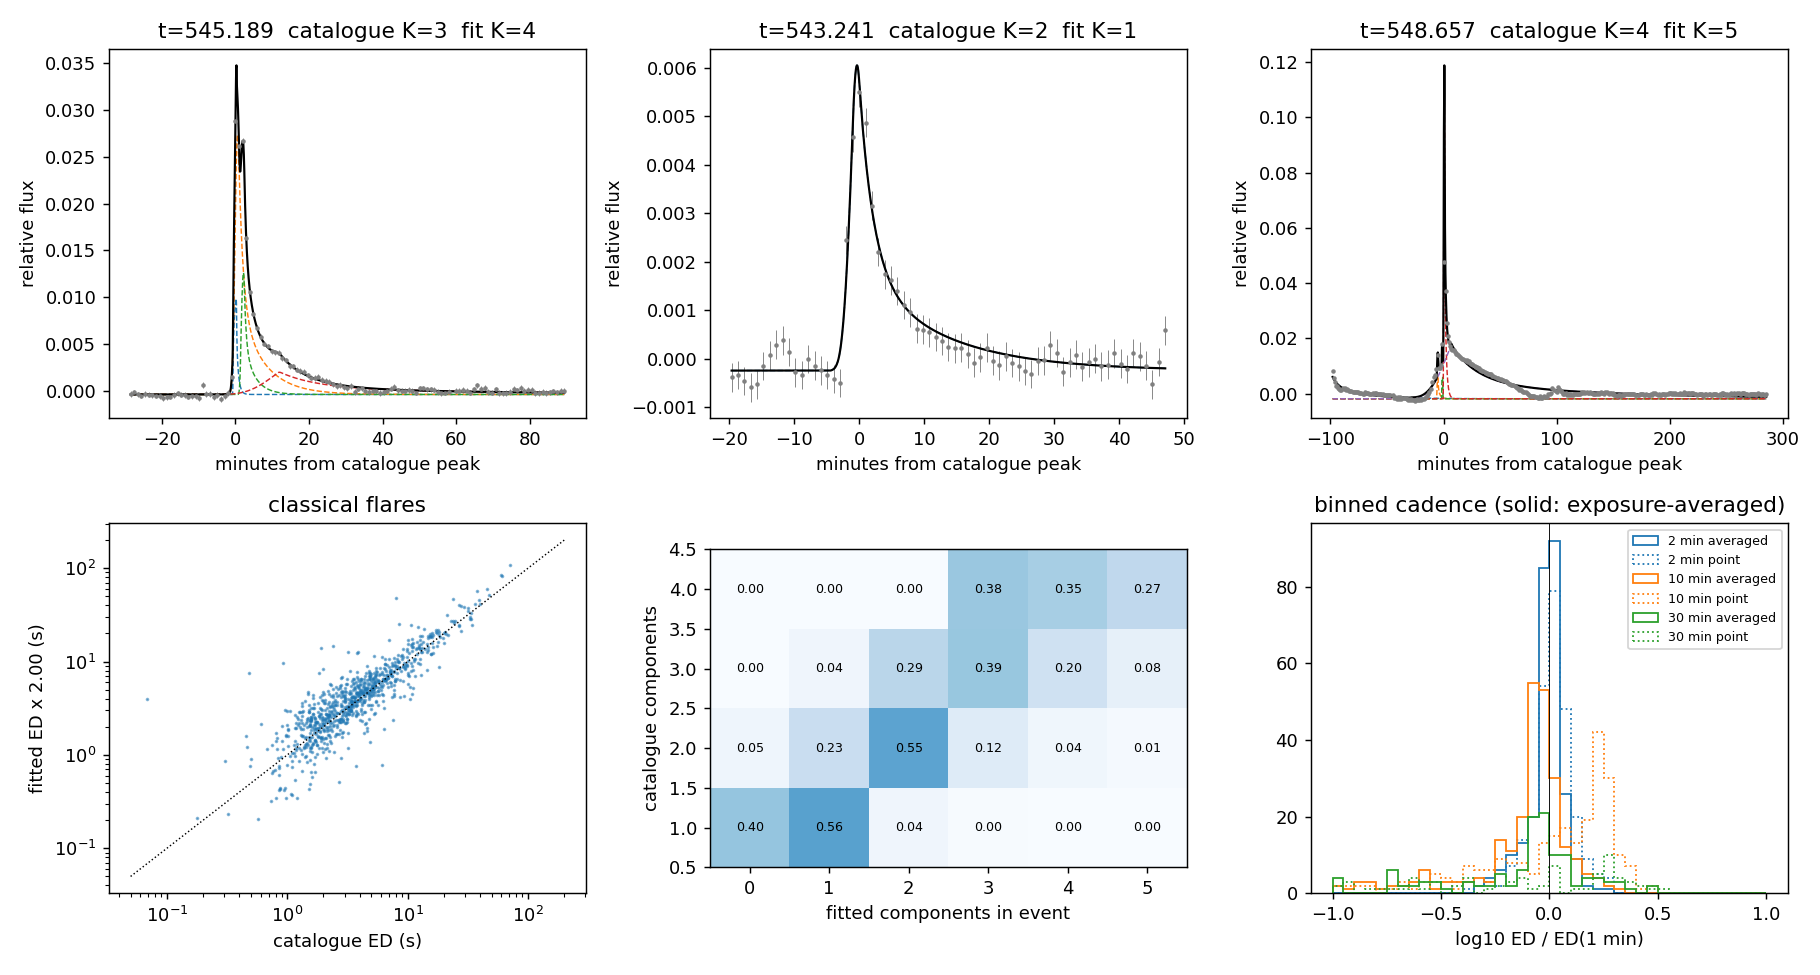 t=545.189  catalogue K=3  fit K=4
0.035
0.030
0.025
0.020
0.015
0.010
0.005
0.000
relative flux
−20 0 20 40 60 80
minutes from catalogue peak
t=543.241  catalogue K=2  fit K=1
0.006
0.005
0.004
0.003
0.002
0.001
0.000
−0.001
relative flux
−20 −10 0 10 20 30 40 50
minutes from catalogue peak
t=548.657  catalogue K=4  fit K=5
0.12
0.10
0.08
0.06
0.04
0.02
0.00
relative flux
−100 0 100 200 300
minutes from catalogue peak
classical flares
10²
10¹
10⁰
10⁻¹
fitted ED x 2.00 (s)
10⁻¹ 10⁰ 10¹ 10²
catalogue ED (s)
4.5
4.0
3.5
3.0
2.5
2.0
1.5
1.0
0.5
catalogue components
0.00 0.00 0.00 0.38 0.35 0.27
0.00 0.04 0.29 0.39 0.20 0.08
0.05 0.23 0.55 0.12 0.04 0.01
0.40 0.56 0.04 0.00 0.00 0.00
0 1 2 3 4 5
fitted components in event
binned cadence (solid: exposure-averaged)
2 min averaged
2 min point
10 min averaged
10 min point
30 min averaged
30 min point
80
60
40
20
0
−1.0 −0.5 0.0 0.5 1.0
log10 ED / ED(1 min)